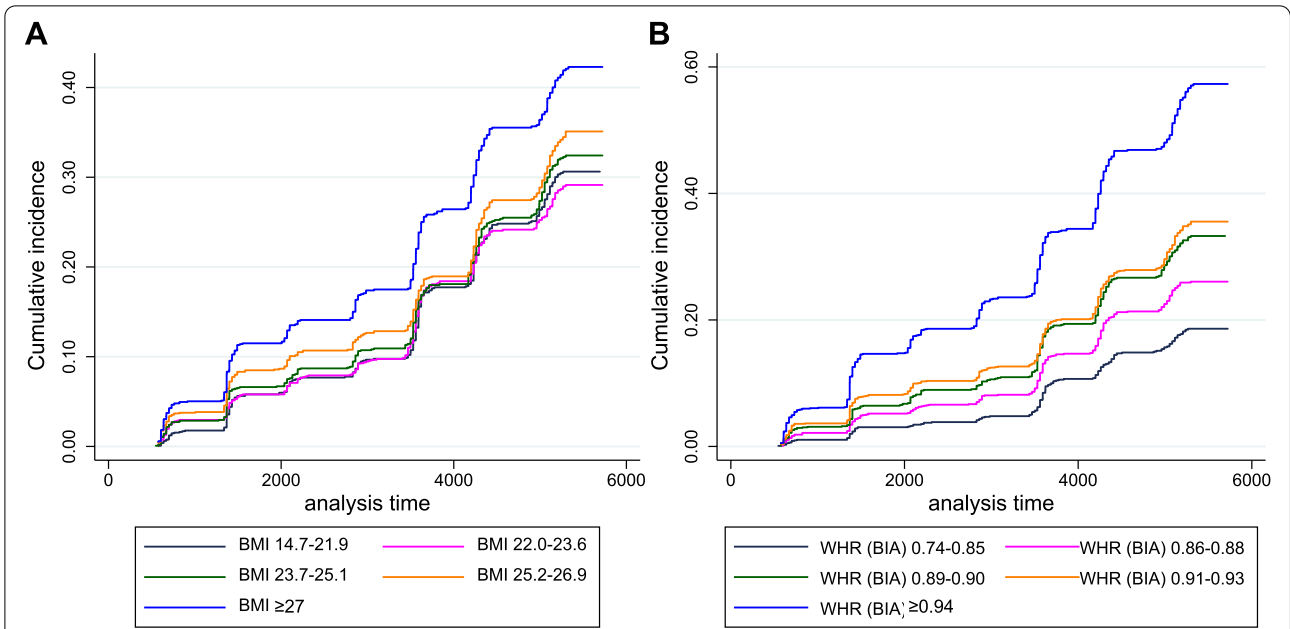 A
B
Cumulative incidence
0.40
0.30
0.20
0.10
0.00
0
2000
4000
6000
analysis time
BMI 14.7-21.9
BMI 22.0-23.6
BMI 23.7-25.1
BMI 25.2-26.9
BMI ≥27
Cumulative incidence
0.60
0.40
0.20
0.00
0
2000
4000
6000
analysis time
WHR (BIA) 0.74-0.85
WHR (BIA) 0.86-0.88
WHR (BIA) 0.89-0.90
WHR (BIA) 0.91-0.93
WHR (BIA) ≥0.94